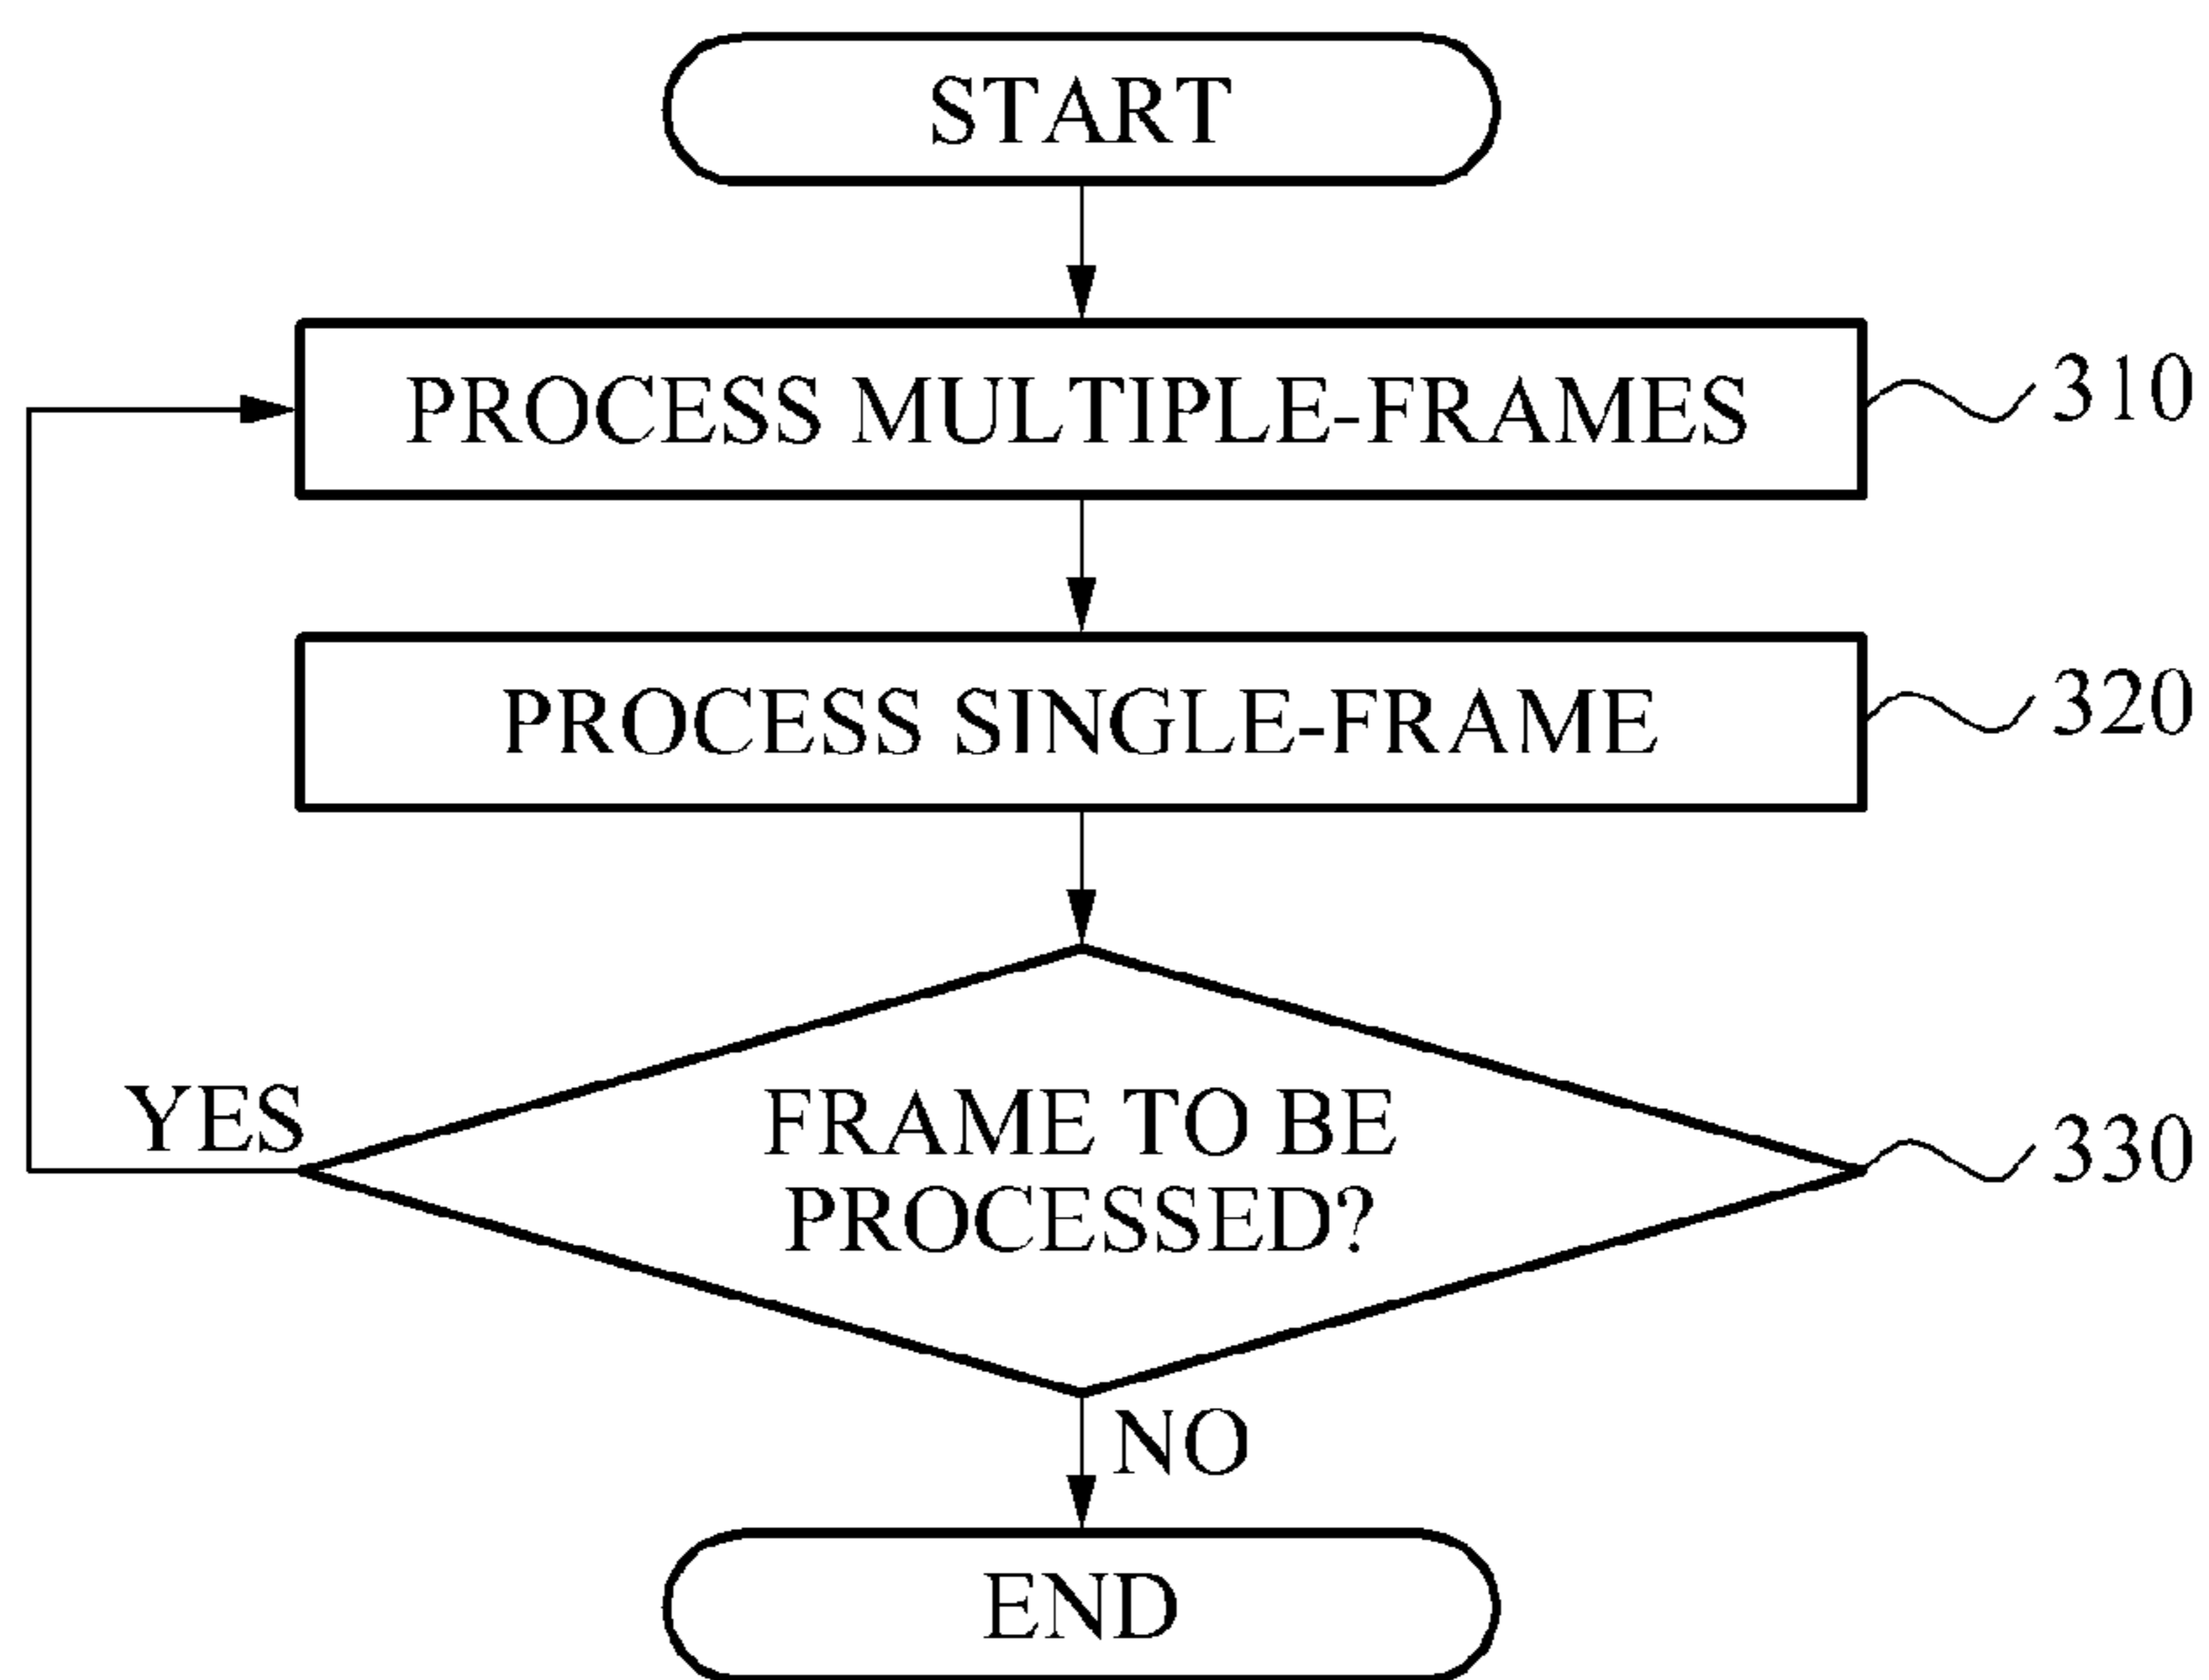 START
PROCESS MULTIPLE-FRAMES
310
PROCESS SINGLE-FRAME
320
FRAME TO BE
PROCESSED?
330
YES
NO
END